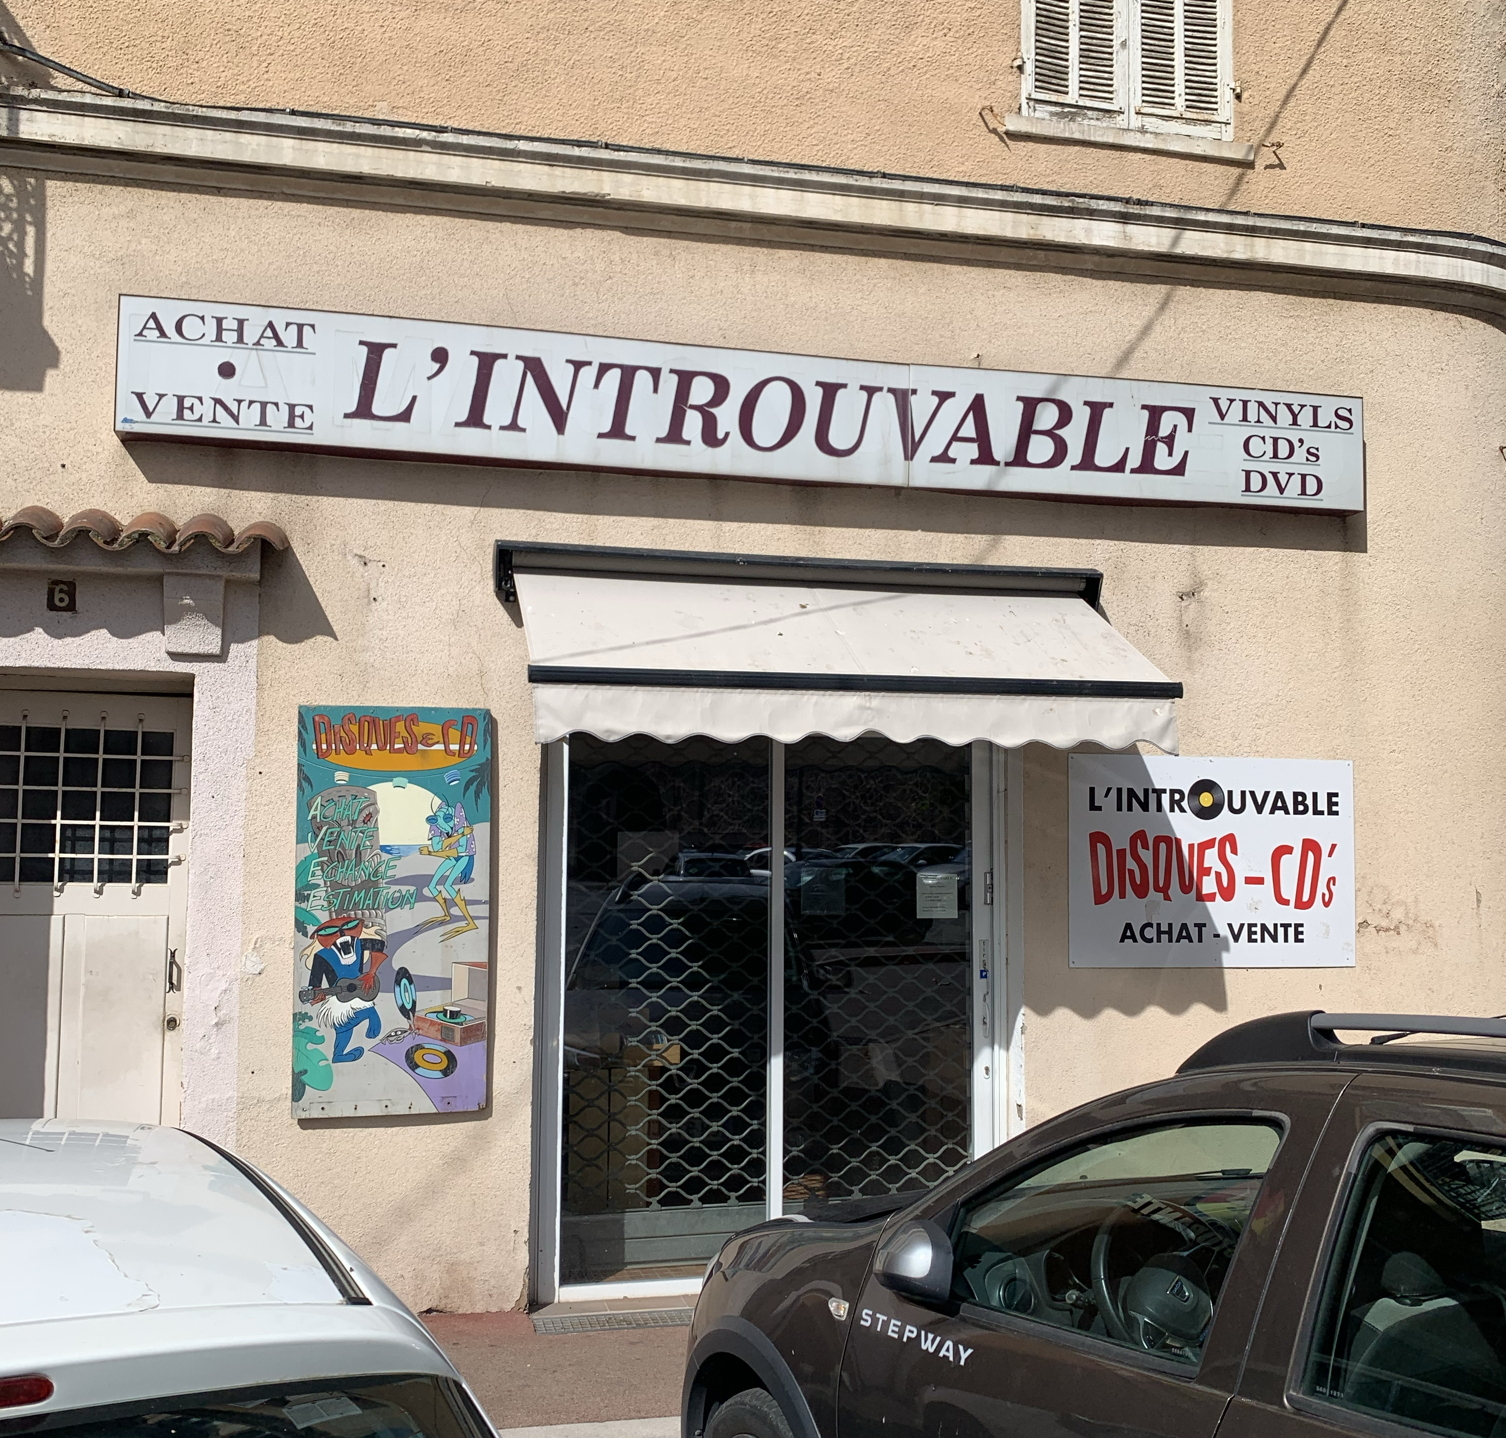 ACHAT
•
VENTE
L'INTROUVABLE
VINYLS
CD's
DVD
6
DISQUES & CD
ACHAT
VENTE
ECHANGE
ESTIMATION
L'INTROUVABLE
DISQUES - CD's
ACHAT - VENTE
STEPWAY